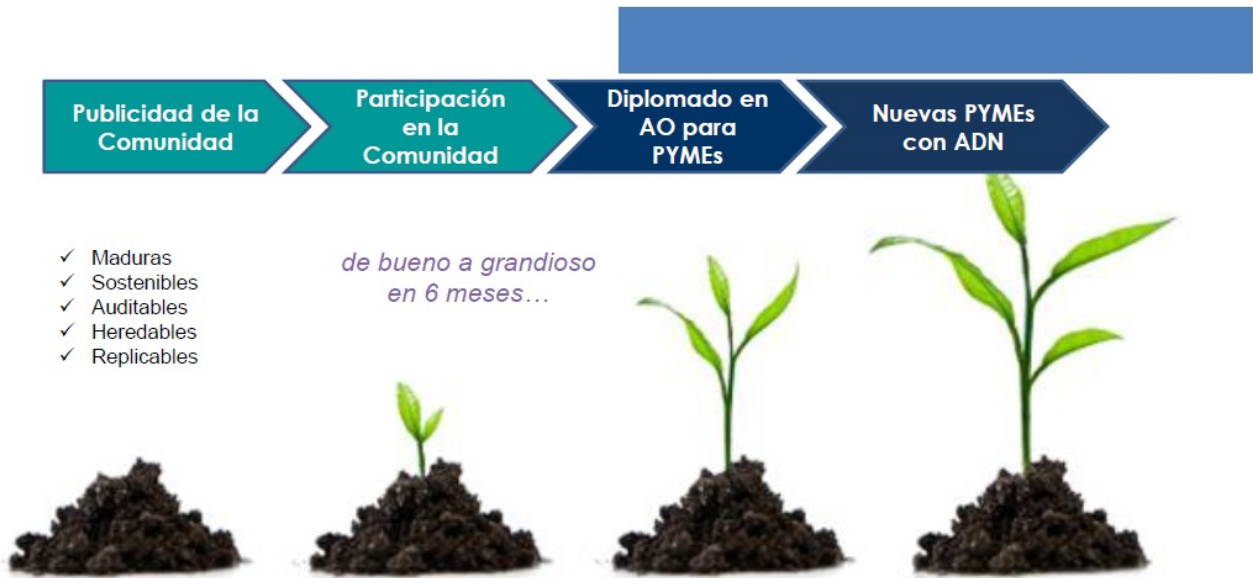 Publicidad de la
Comunidad
Participación
en la
Comunidad
Diplomado en
AO para
PYMEs
Nuevas PYMEs
con ADN
✓ Maduras
✓ Sostenibles
✓ Auditables
✓ Heredables
✓ Replicables
de bueno a grandioso
en 6 meses…